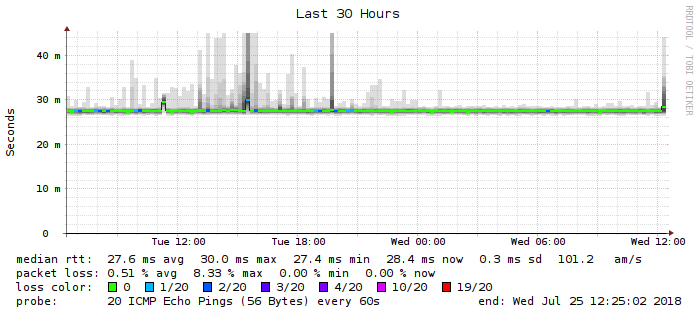 Last 30 Hours
RRDTOOL / TOBI OETIKER
Seconds
40 m
30 m
20 m
10 m
0
Tue 12:00 Tue 18:00 Wed 00:00 Wed 06:00 Wed 12:00
median rtt: 27.6 ms avg 30.0 ms max 27.4 ms min 28.4 ms now 0.3 ms sd 101.2 am/s
packet loss: 0.51 % avg 8.33 % max 0.00 % min 0.00 % now
loss color: 0 1/20 2/20 3/20 4/20 10/20 19/20
probe: 20 ICMP Echo Pings (56 Bytes) every 60s end: Wed Jul 25 12:25:02 2018